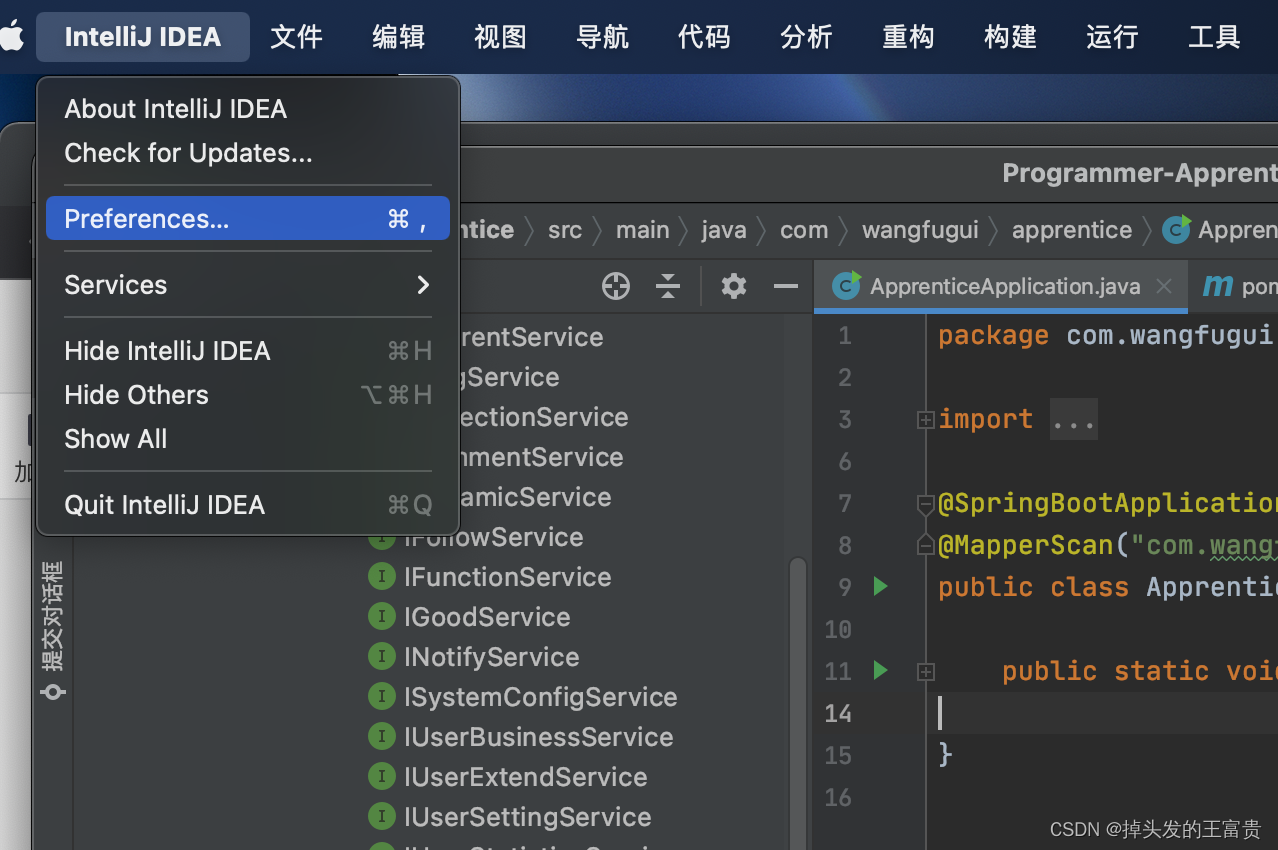 IntelliJ IDEA 文件 编辑 视图 导航 代码 分析 重构 构建 运行 工具
About IntelliJ IDEA
Check for Updates...
Preferences... ⌘ ,
Services
Hide IntelliJ IDEA ⌘H
Hide Others ⌥⌘H
Show All
Quit IntelliJ IDEA ⌘Q
加
提交对话框
Programmer-Apprent
ntice src main java com wangfugui apprentice Appren
ApprenticeApplication.java pom
rentService
gService
ectionService
mmentService
amicService
IFollowService
IFunctionService
IGoodService
INotifyService
ISystemConfigService
IUserBusinessService
IUserExtendService
IUserSettingService
1 package com.wangfugui
2
3 import ...
6
7 @SpringBootApplication
8 @MapperScan("com.wangf
9 public class Apprentic
10
11 public static void
14
15 }
16
CSDN @掉头发的王富贵